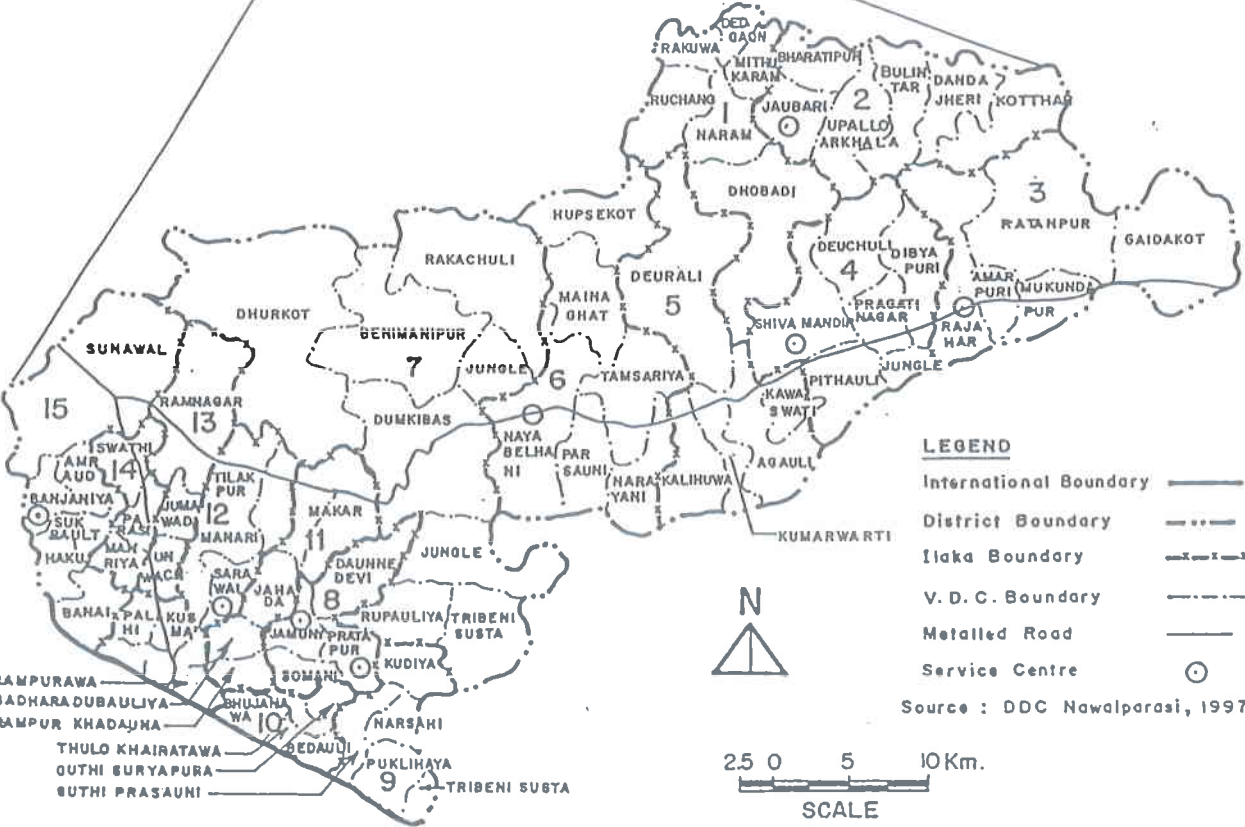 DED
GAON
RAKUWA
MITHU
KARAM
BHARATIPUR
BULIN
TAR
DANDA
JHERI
KOTTHAR
RUCHANG
1
NARAM
JAUBARI
2
UPALLO
ARKHALA
DHOBADI
3
RATANPUR
GAIDAKOT
HUPSEKOT
DEUCHULI
4
DIBYA
PURI
RAKACHULI
DEURALI
5
AMAR
PURI
MUKUNDA
PUR
MAINA
GHAT
PRAGATI
NAGAR
SHIVA MANDIR
RAJA
HAR
JUNGLE
DHURKOT
BENIMANIPUR
7
JUNGLE
6
TAMSARIYA
PITHAULI
KAWA
SWATI
SUNAWAL
15
RAMNAGAR
13
DUMKIBAS
NAYA
BELHA
NI
PAR
SAUNI
NARA
YANI
KALIHUWA
AGAULI
KUMARWARTI
SWATHI
14
AMR
AUD
BANJANIYA
SUK
RAULI
HAKU
PA
RASI
MAN
RIYA
UN
WACH
JUMA
WAD
TILAK
PUR
12
MANARI
MAKAR
11
DAUNNE
DEVI
JUNGLE
SARA
WAL
JAHA
DA
8
RUPAULIYA
TRIBENI
SUSTA
BANAI
PAL
HI
KUS
MA
JAMUNI
PRATA
PUR
KUDIYA
SOMANI
RAMPURAWA
BADHARADUBAULIYA
RAMPUR KHADAUNA
THULO KHAIRATAWA
GUTHI SURYAPURA
GUTHI PRASAUNI
BHUJAHA
WA
10
BEDAULI
NARSAHI
PUKLIHAYA
9
TRIBENI SUSTA
LEGEND
International Boundary
District Boundary
Ilaka Boundary
V. D. C. Boundary
Metalled Road
Service Centre
Source : DDC Nawalparasi, 1997
N
2.5 0 5 10 Km.
SCALE